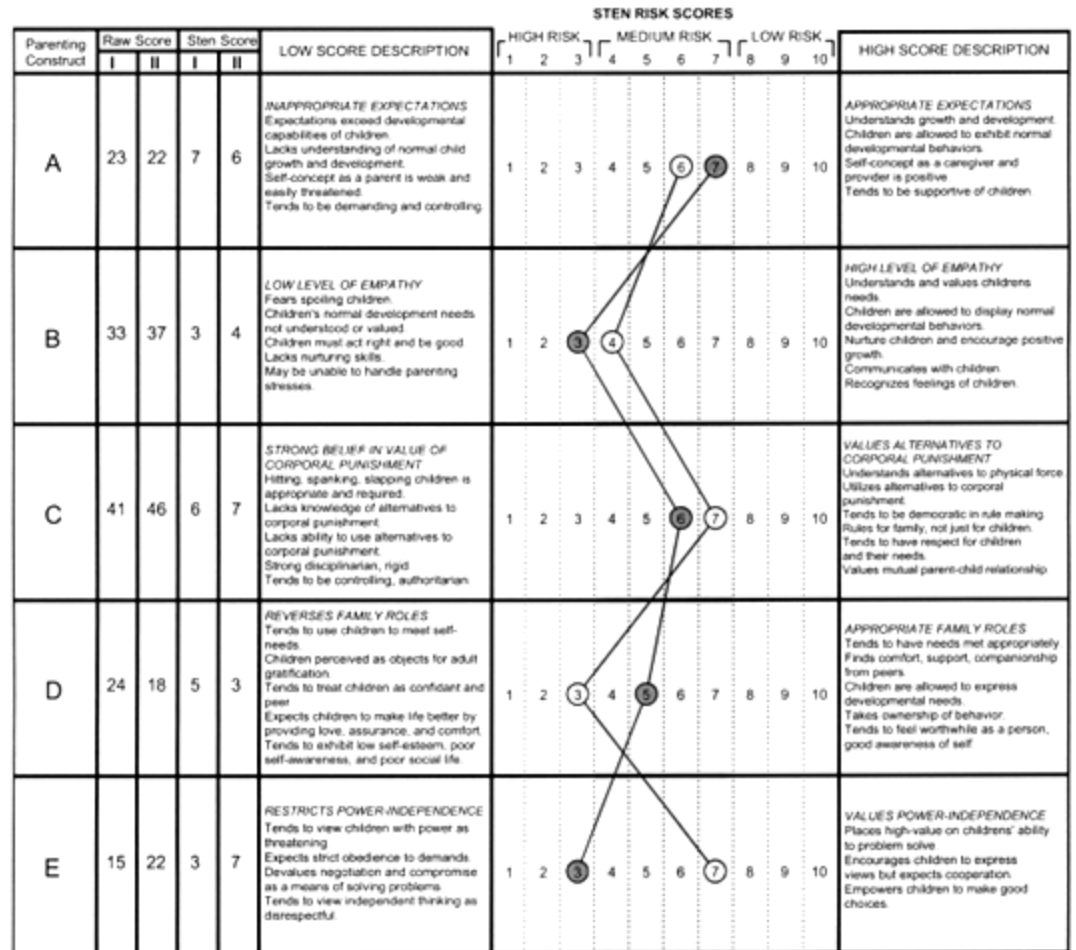 STEN RISK SCORES
Parenting Construct
Raw Score
I II
Sten Score
I II
LOW SCORE DESCRIPTION
HIGH RISK MEDIUM RISK LOW RISK
1 2 3 4 5 6 7 8 9 10
HIGH SCORE DESCRIPTION
A
23 22 7 6
INAPPROPRIATE EXPECTATIONS
Expectations exceed developmental
capabilities of children
Lacks understanding of normal child
growth and development.
Self-concept as a parent is weak and
easily threatened.
Tends to be demanding and controlling.
1 2 3 4 5 6 7 8 9 10
APPROPRIATE EXPECTATIONS
Understands growth and development.
Children are allowed to exhibit normal
developmental behaviors.
Self-concept as a caregiver and
provider is positive
Tends to be supportive of children
B
33 37 3 4
LOW LEVEL OF EMPATHY
Fears spoiling children.
Children's normal development needs
not understood or valued.
Children must act right and be good.
Lacks nurturing skills.
May be unable to handle parenting
stresses.
1 2 3 4 5 6 7 8 9 10
HIGH LEVEL OF EMPATHY
Understands and values childrens
needs.
Children are allowed to display normal
developmental behaviors.
Nurture children and encourage positive
growth.
Communicates with children
Recognizes feelings of children.
C
41 46 6 7
STRONG BELIEF IN VALUE OF
CORPORAL PUNISHMENT
Hitting, spanking, slapping children is
appropriate and required.
Lacks knowledge of alternatives to
corporal punishment.
Lacks ability to use alternatives to
corporal punishment.
Strong disciplinarian, rigid
Tends to be controlling, authoritarian
1 2 3 4 5 6 7 8 9 10
VALUES ALTERNATIVES TO
CORPORAL PUNISHMENT
Understands alternatives to physical force.
Utilizes alternatives to corporal
punishment.
Tends to be democratic in rule making.
Rules for family, not just for children.
Tends to have respect for children
and their needs.
Values mutual parent-child relationship
D
24 18 5 3
REVERSES FAMILY ROLES
Tends to use children to meet self-
needs.
Children perceived as objects for adult
gratification
Tends to treat children as confidant and
peer
Expects children to make life better by
providing love, assurance, and comfort
Tends to exhibit low self-esteem, poor
self-awareness, and poor social life.
1 2 3 4 5 6 7 8 9 10
APPROPRIATE FAMILY ROLES
Tends to have needs met appropriately.
Finds comfort, support, companionship
from peers.
Children are allowed to express
developmental needs.
Takes ownership of behavior.
Tends to feel worthwhile as a person,
good awareness of self.
E
15 22 3 7
RESTRICTS POWER-INDEPENDENCE
Tends to view children with power as
threatening
Expects strict obedience to demands.
Devalues negotiation and compromise
as a means of solving problems.
Tends to view independent thinking as
disrespectful.
1 2 3 4 5 6 7 8 9 10
VALUES POWER-INDEPENDENCE
Places high-value on childrens' ability
to problem solve.
Encourages children to express
views but expects cooperation.
Empowers children to make good
choices.